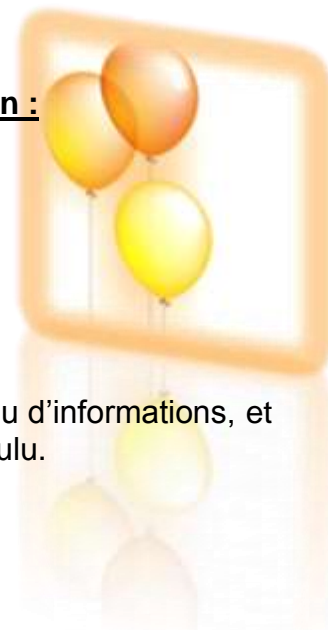 n :
u d’informations, et
ulu.